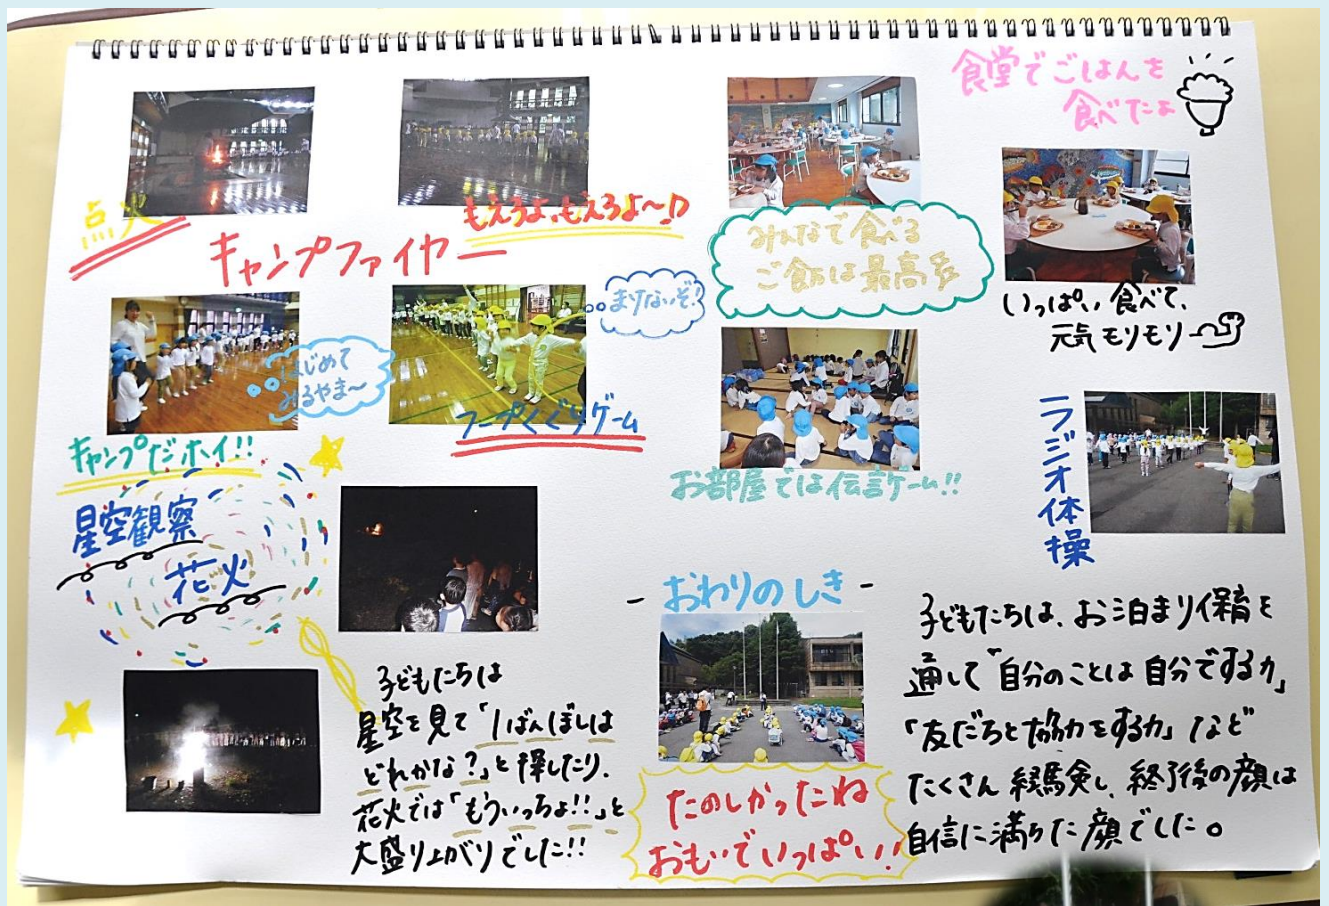 点火
もえろよ、もえろよ〜♪
キャンプファイヤー
はじめて
みるやま〜
まけないぞ!
キャンプだホイ!!
フープくぐりゲーム
星空観察
花火
子どもたちは
星空を見て「1ばんぼしは
どれかな?」と探したり、
花火では「もういっちょ!!」と
大盛り上がりでした!!
食堂でごはんを
食べたよ
みんなで食べる
ご飯は最高
いっぱい食べて、
元気モリモリー
お部屋では伝言ゲーム!!
ラジオ体操
- おわりのしき -
たのしかったね
おもいでいっぱい!
子どもたちは、お泊まり保育を
通して「自分のことは自分でする力」
「友だちと協力をする力」など
たくさん経験し、終了後の顔は
自信に満ちた顔でした。